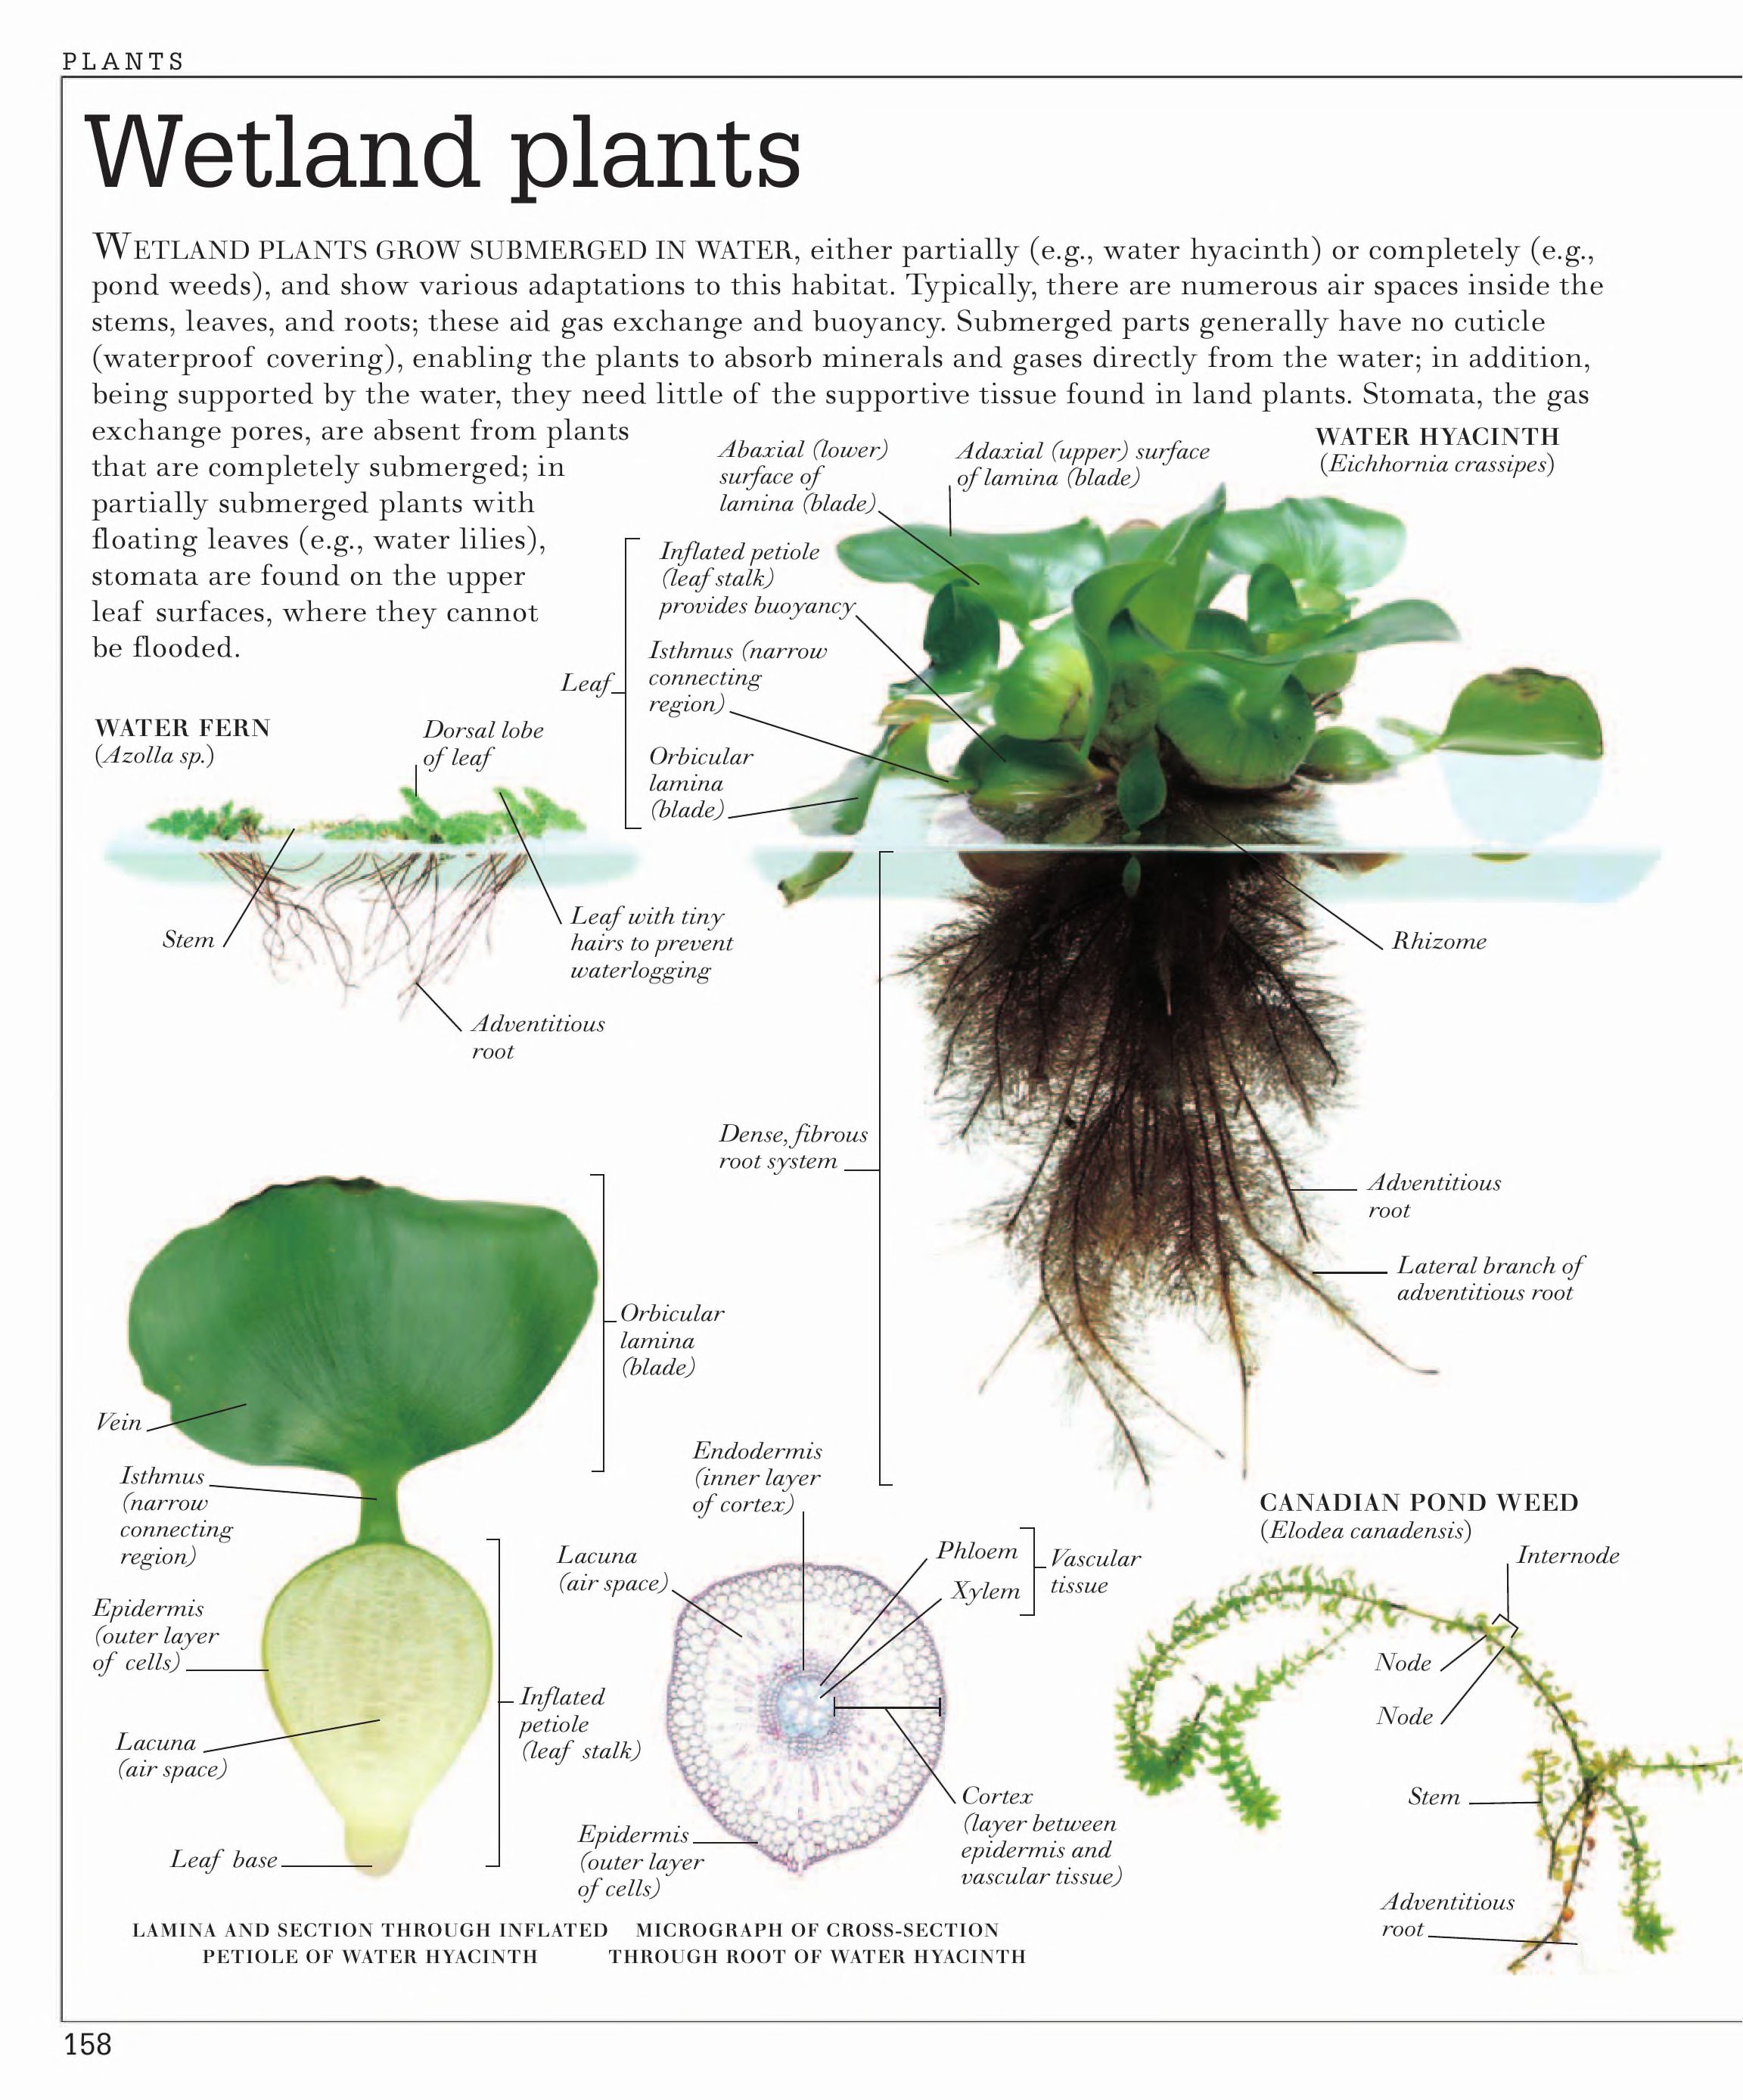 PLANTS
Wetland plants
WETLAND PLANTS GROW SUBMERGED IN WATER, either partially (e.g., water hyacinth) or completely (e.g.,
pond weeds), and show various adaptations to this habitat. Typically, there are numerous air spaces inside the
stems, leaves, and roots; these aid gas exchange and buoyancy. Submerged parts generally have no cuticle
(waterproof covering), enabling the plants to absorb minerals and gases directly from the water; in addition,
being supported by the water, they need little of the supportive tissue found in land plants. Stomata, the gas
exchange pores, are absent from plants
that are completely submerged; in
partially submerged plants with
floating leaves (e.g., water lilies),
stomata are found on the upper
leaf surfaces, where they cannot
be flooded.
WATER HYACINTH
(Eichhornia crassipes)
Abaxial (lower)
surface of
lamina (blade)
Adaxial (upper) surface
of lamina (blade)
Inflated petiole
(leaf stalk)
provides buoyancy
Isthmus (narrow
connecting
region)
Leaf
Orbicular
lamina
(blade)
Rhizome
Dense, fibrous
root system
Adventitious
root
Lateral branch of
adventitious root
WATER FERN
(Azolla sp.)
Dorsal lobe
of leaf
Stem
Leaf with tiny
hairs to prevent
waterlogging
Adventitious
root
Orbicular
lamina
(blade)
Vein
Isthmus
(narrow
connecting
region)
Epidermis
(outer layer
of cells)
Lacuna
(air space)
Inflated
petiole
(leaf stalk)
Leaf base
LAMINA AND SECTION THROUGH INFLATED
PETIOLE OF WATER HYACINTH
Endodermis
(inner layer
of cortex)
Lacuna
(air space)
Phloem
Xylem
Vascular
tissue
Cortex
(layer between
epidermis and
vascular tissue)
Epidermis
(outer layer
of cells)
MICROGRAPH OF CROSS-SECTION
THROUGH ROOT OF WATER HYACINTH
CANADIAN POND WEED
(Elodea canadensis)
Internode
Node
Node
Stem
Adventitious
root
158